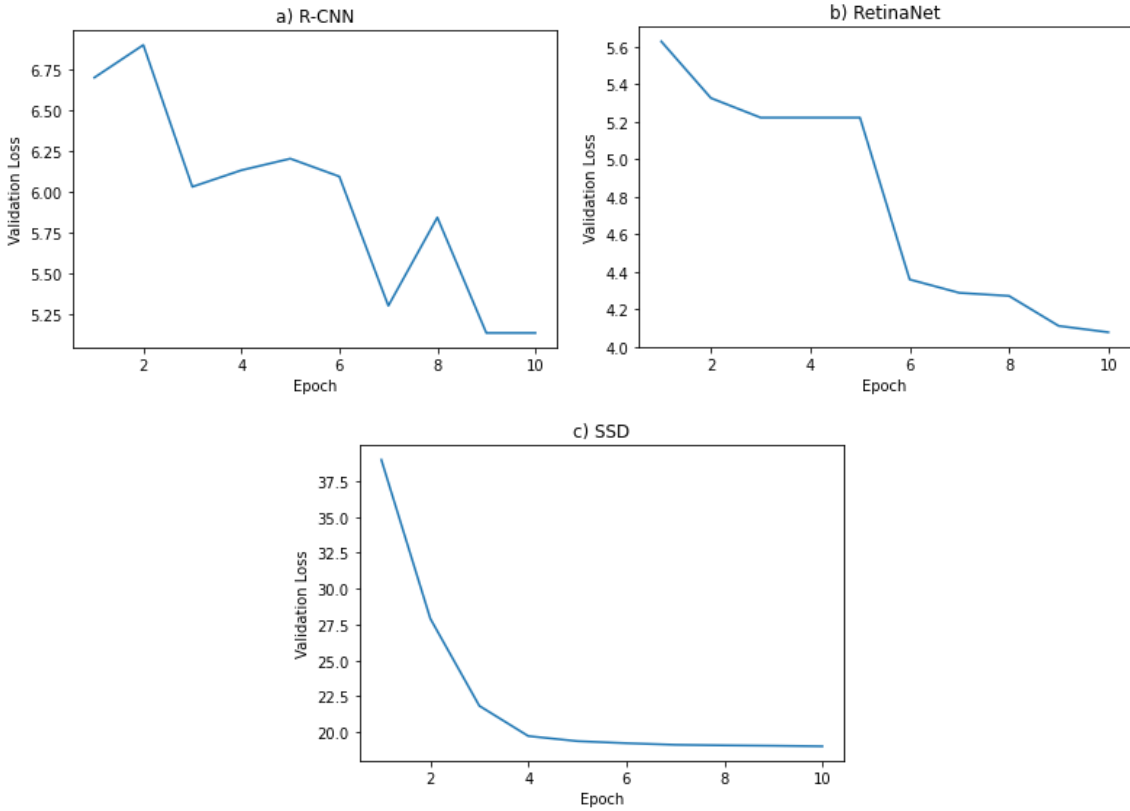 a) R-CNN
Validation Loss
6.75
6.50
6.25
6.00
5.75
5.50
5.25
2 4 6 8 10
Epoch
b) RetinaNet
Validation Loss
5.6
5.4
5.2
5.0
4.8
4.6
4.4
4.2
4.0
2 4 6 8 10
Epoch
c) SSD
Validation Loss
37.5
35.0
32.5
30.0
27.5
25.0
22.5
20.0
2 4 6 8 10
Epoch